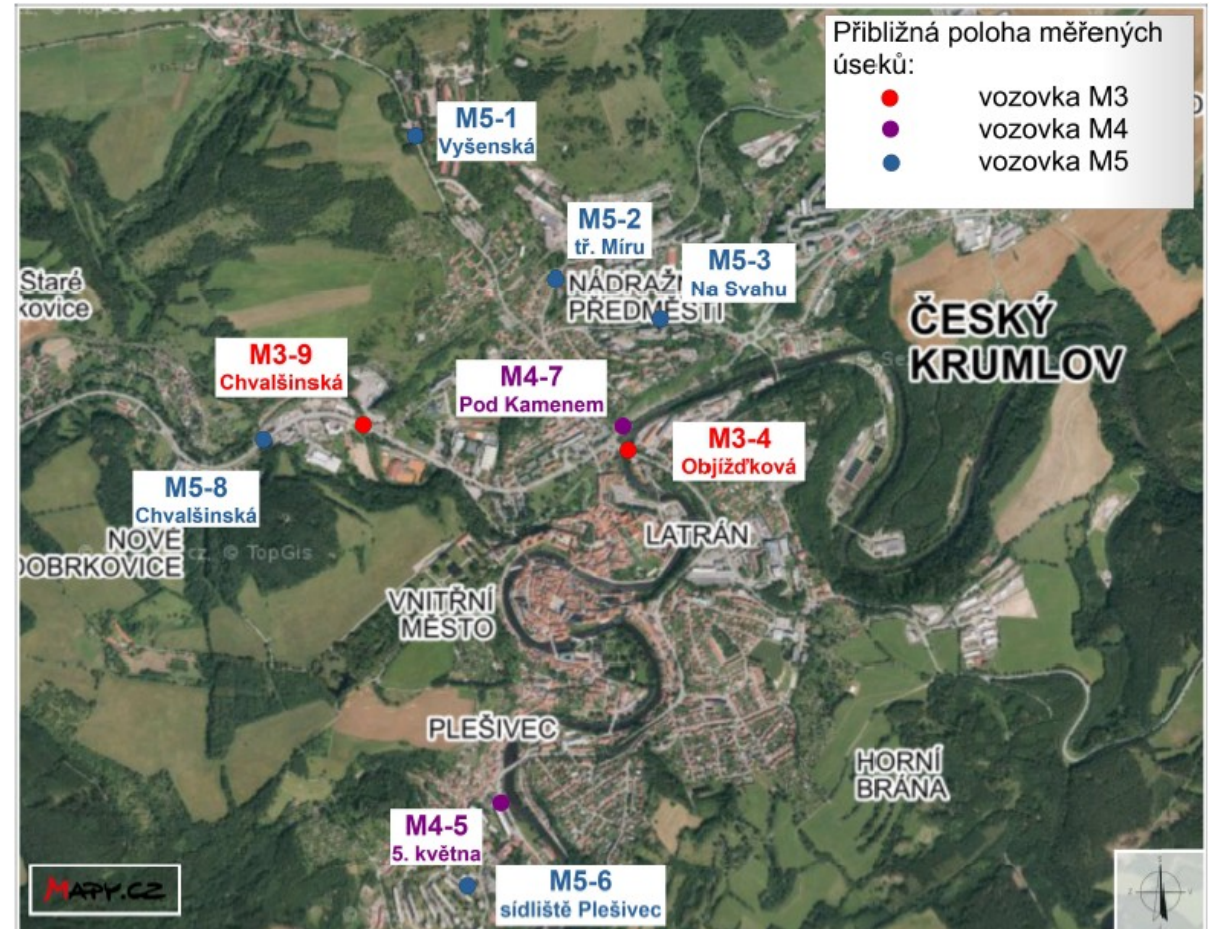 Přibližná poloha měřených
úseků:
vozovka M3
vozovka M4
vozovka M5
M5-1
Vyšenská
M5-2
tř. Míru
M5-3
Na Svahu
NÁDRAŽNÍ
PŘEDMĚSTÍ
Staré
kovice
ČESKÝ
KRUMLOV
M3-9
Chvalšinská
M4-7
Pod Kamenem
M3-4
Objížďková
M5-8
Chvalšinská
NOVÉ
DOBRKOVICE
cz, © TopGis
LATRÁN
VNITŘNÍ
MĚSTO
PLEŠIVEC
HORNÍ
BRÁNA
M4-5
5. května
M5-6
sídliště Plešivec
MAPY.CZ